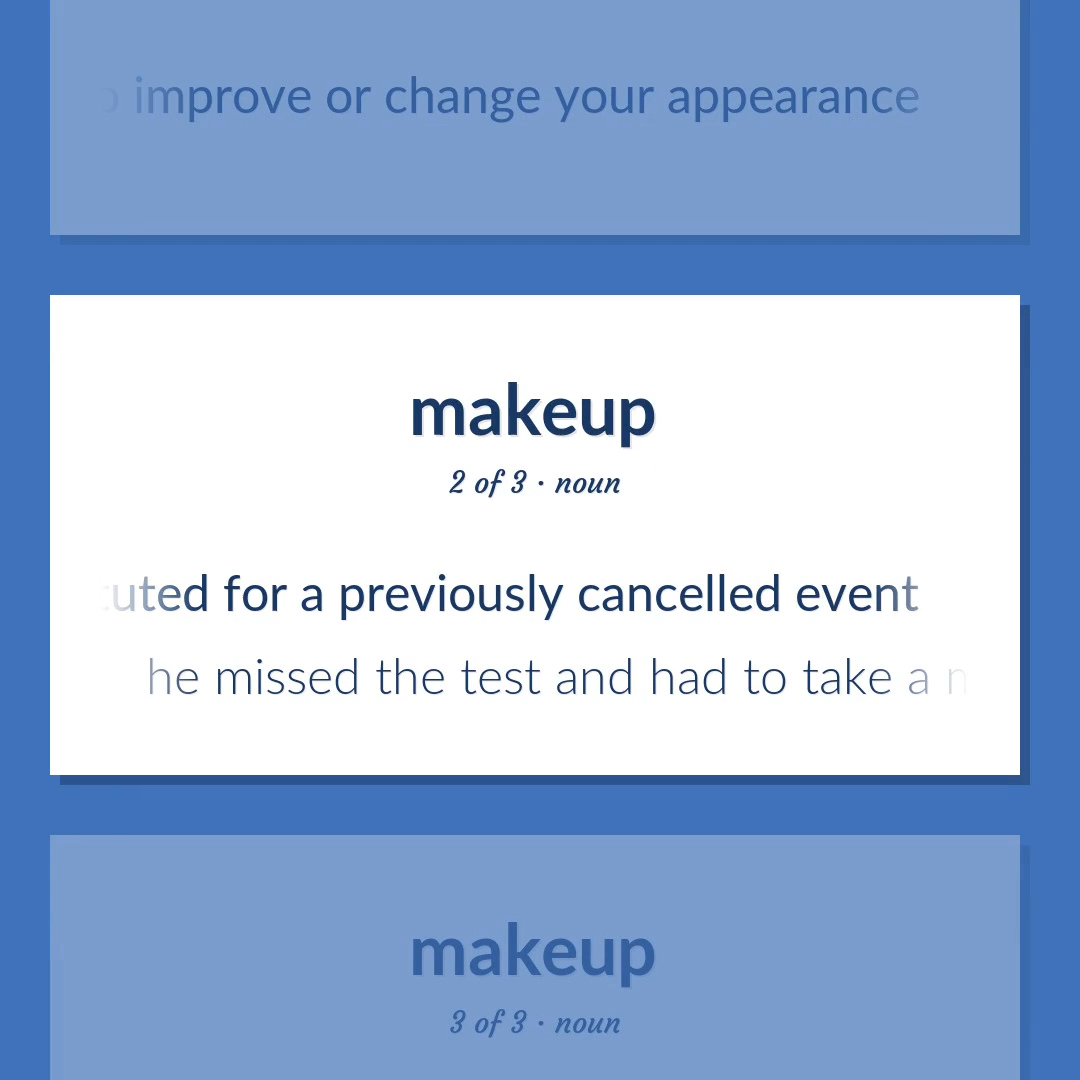 improve or change your appearance
makeup
2 of 3 · noun
for a previously cancelled event
he missed the test and had to take a
makeup
3 of 3 · noun